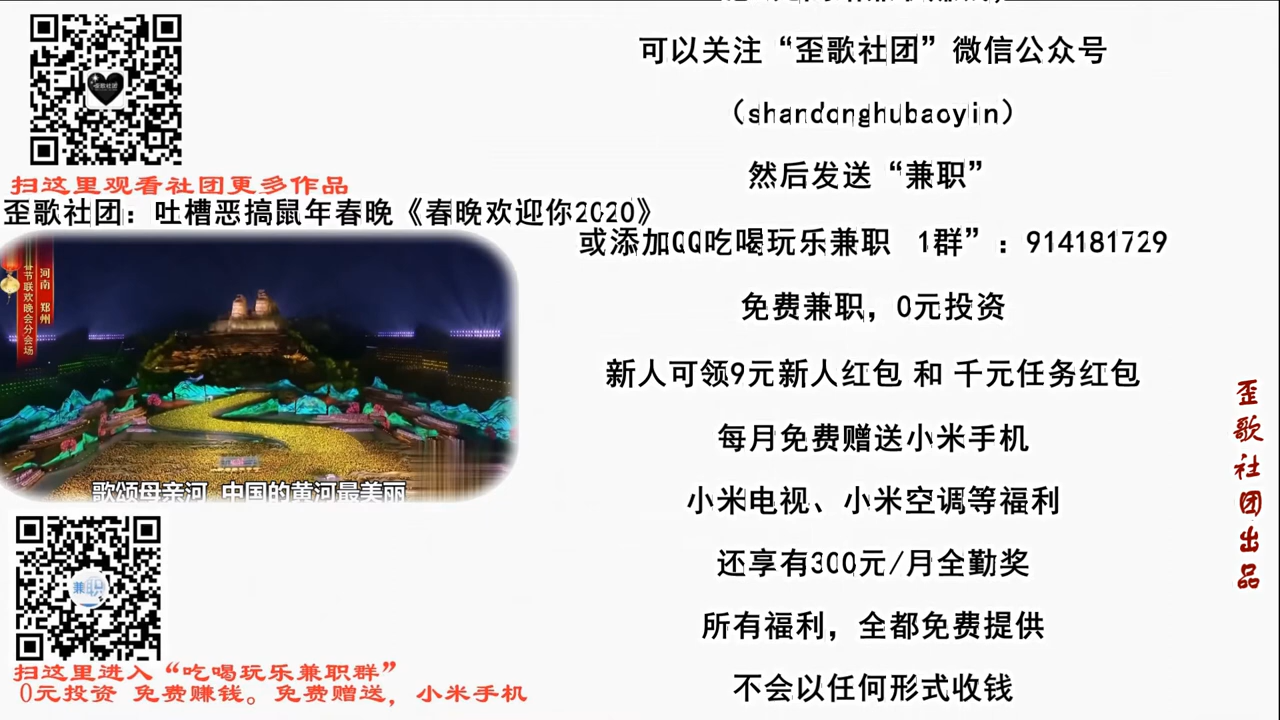 扫这里观看社团更多作品
歪歌社团：吐槽恶搞鼠年春晚《春晚欢迎你2020》
河南 郑州
春节联欢晚会分会场
歌颂母亲河 中国的黄河最美丽
兼职
扫这里进入“吃喝玩乐兼职群”
0元投资 免费赚钱。免费赠送，小米手机
可以关注“歪歌社团”微信公众号
（shandonghubaoyin）
然后发送“兼职”
或添加QQ吃喝玩乐兼职 1群”：914181729
免费兼职，0元投资
新人可领9元新人红包 和 千元任务红包
每月免费赠送小米手机
小米电视、小米空调等福利
还享有300元/月全勤奖
所有福利，全都免费提供
不会以任何形式收钱
歪歌社团出品